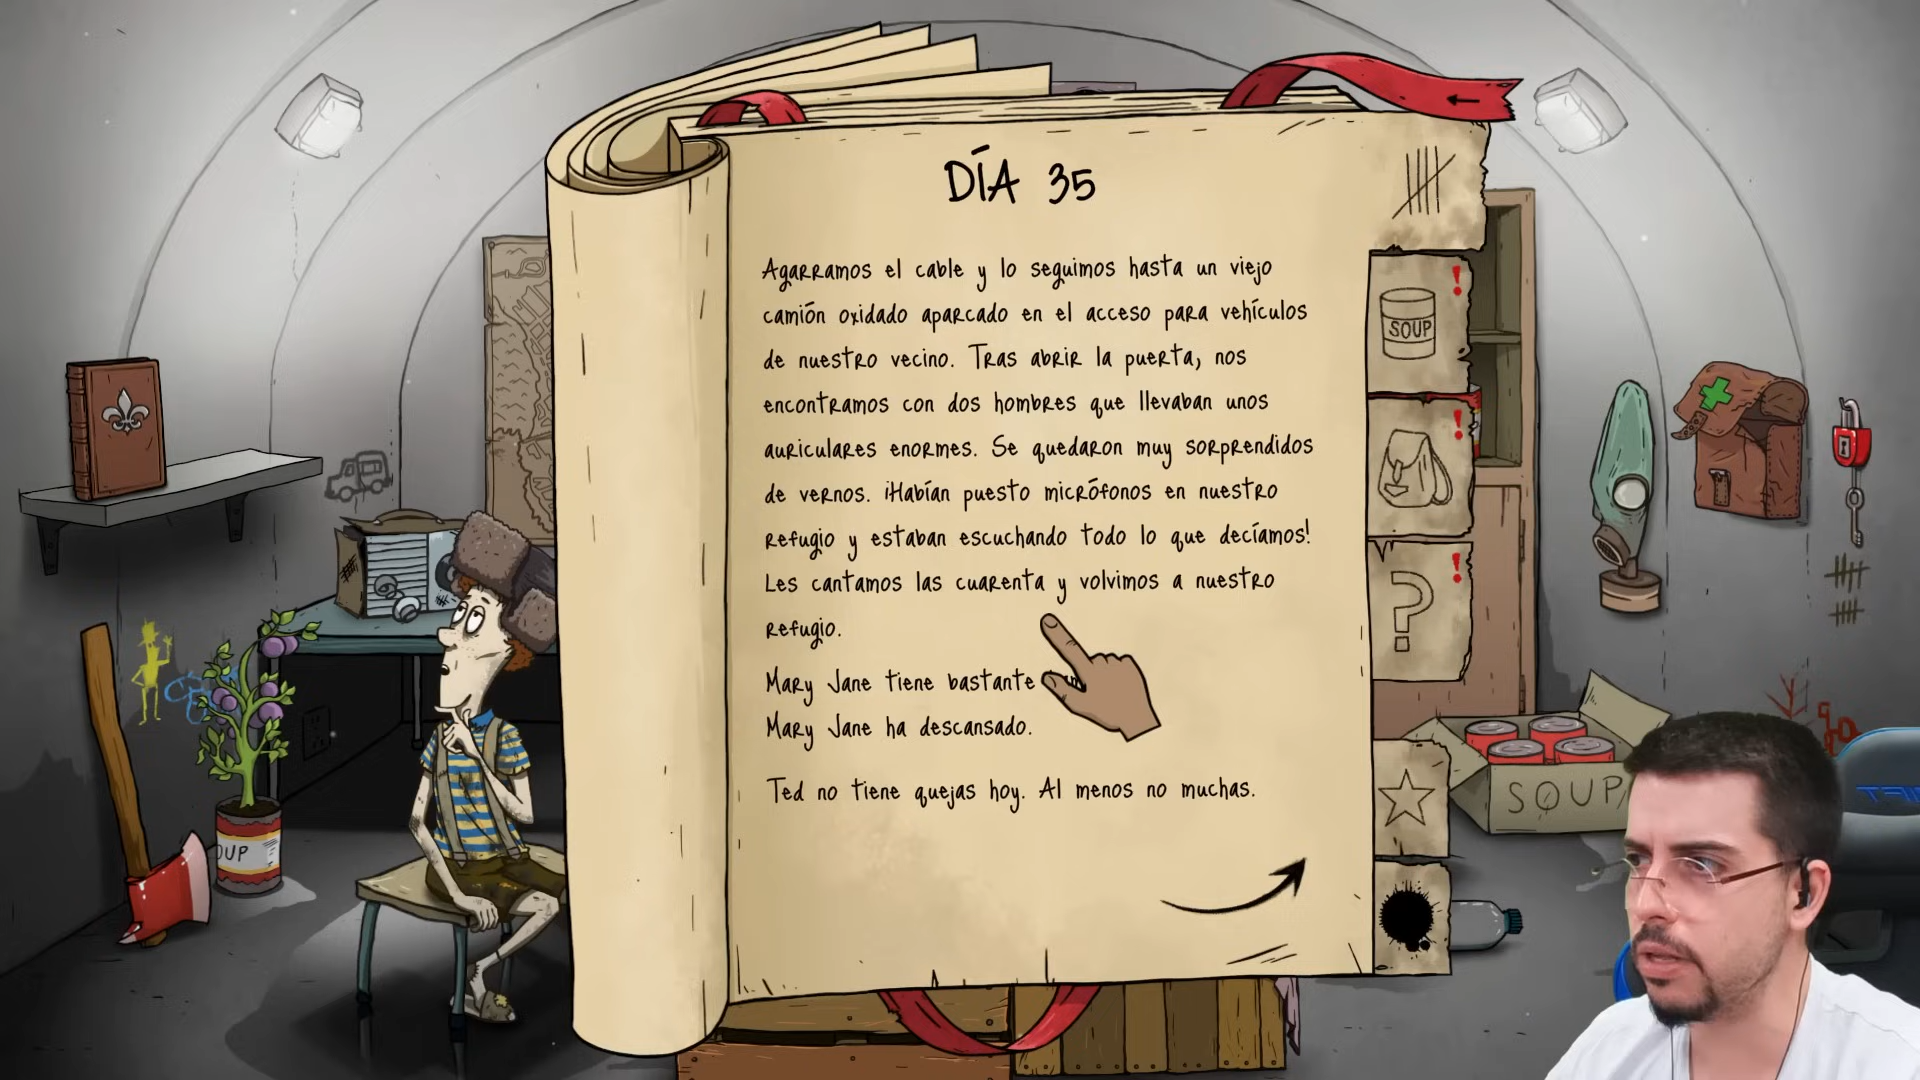 DÍA 35
Agarramos el cable y lo seguimos hasta un viejo
camión oxidado aparcado en el acceso para vehículos
de nuestro vecino. Tras abrir la puerta, nos
encontramos con dos hombres que llevaban unos
auriculares enormes. Se quedaron muy sorprendidos
de vernos. ¡Habían puesto micrófonos en nuestro
refugio y estaban escuchando todo lo que decíamos!
Les cantamos las cuarenta y volvimos a nuestro
refugio.
Mary Jane tiene bastante
Mary Jane ha descansado.
Ted no tiene quejas hoy. Al menos no muchas.
!
SOUP
!
!
?
SOUP
OUP